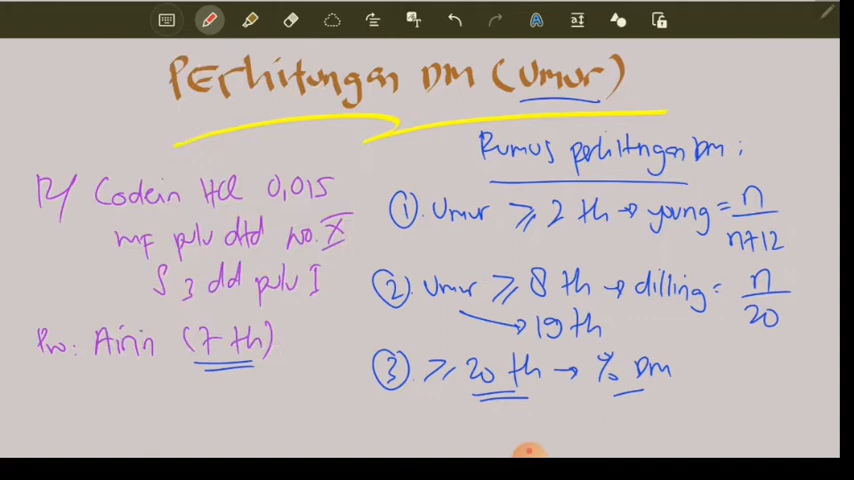 Perhitungan DM (Umur)
R/ Codein HCl 0,015
mf pulv dtd no. X
S 3 dd pulv I
Pro: Airin (7 th)
Rumus perhitungan DM :
①. Umur ⩾ 2 th → young = n/n+12
②. Umur ⩾ 8 th → dilling = n/20
→ 19 th
③ ⩾ 20 th → % DM